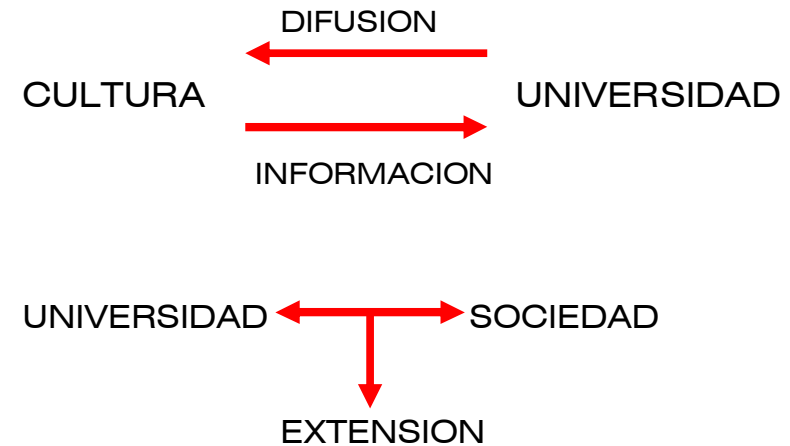 DIFUSION
CULTURA UNIVERSIDAD
INFORMACION
UNIVERSIDAD SOCIEDAD
EXTENSION